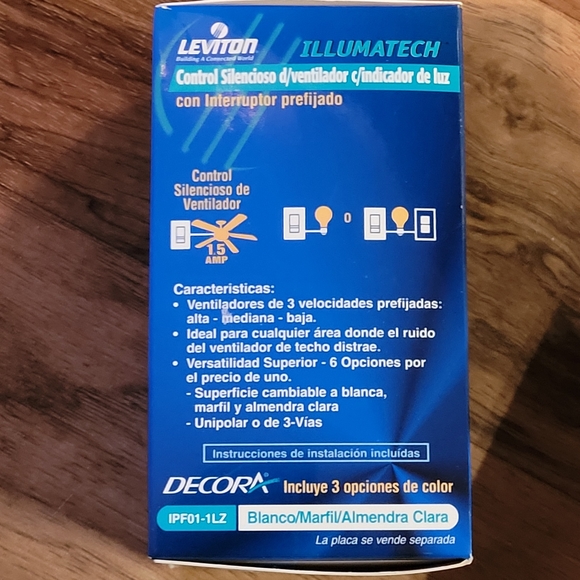 LEVITON
Building A Connected World
ILLUMATECH
Control Silencioso d/ventilador c/indicador de luz
con Interruptor prefijado
Control
Silencioso de
Ventilador
1.5
AMP
o
Caracteristicas:
• Ventiladores de 3 velocidades prefijadas:
alta - mediana - baja.
• Ideal para cualquier área donde el ruido
del ventilador de techo distrae.
• Versatilidad Superior - 6 Opciones por
el precio de uno.
- Superficie cambiable a blanca,
marfil y almendra clara
- Unipolar o de 3-Vías
Instrucciones de instalación incluídas
DECORA Incluye 3 opciones de color
IPF01-1LZ Blanco/Marfil/Almendra Clara
La placa se vende separada